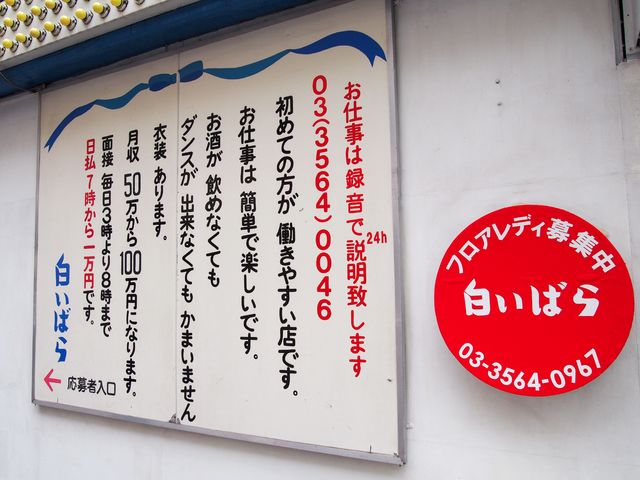 お仕事は録音で説明致します
24h
03(3564)0046
初めての方が 働きやすい店です。
お仕事は 簡単で楽しいです。
お酒が 飲めなくても
ダンスが 出来なくても かまいません
衣装 あります。
月収 50万から100万円になります。
面接 毎日3時より8時まで
日払 7時から一万円です。
白いばら
← 応募者入口
フロアレディ募集中
白いばら
03-3564-0967